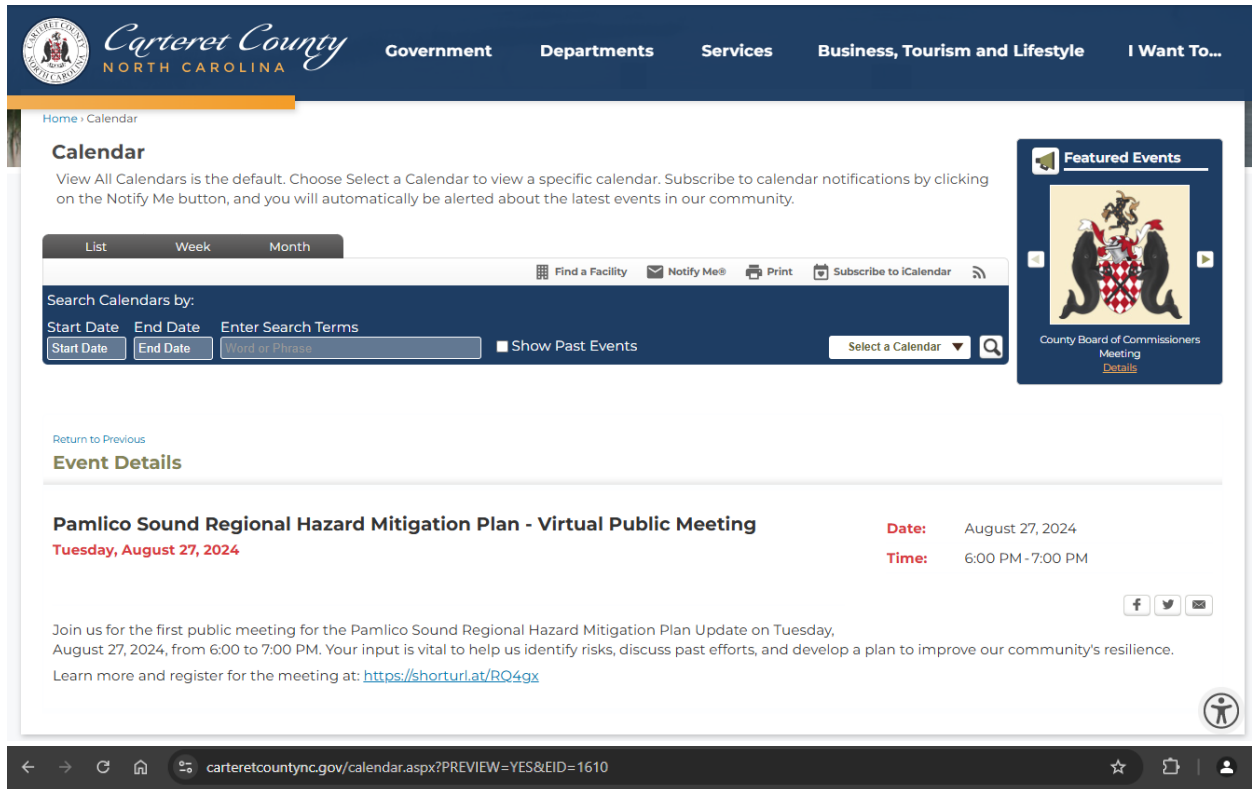 Carteret County
NORTH CAROLINA
Government
Departments
Services
Business, Tourism and Lifestyle
I Want To...
Home › Calendar
Calendar
View All Calendars is the default. Choose Select a Calendar to view a specific calendar. Subscribe to calendar notifications by clicking
on the Notify Me button, and you will automatically be alerted about the latest events in our community.
List
Week
Month
Find a Facility
Notify Me®
Print
Subscribe to iCalendar
Search Calendars by:
Start Date
End Date
Enter Search Terms
Start Date
End Date
Word or Phrase
Show Past Events
Select a Calendar
Featured Events
County Board of Commissioners
Meeting
Details
Return to Previous
Event Details
Pamlico Sound Regional Hazard Mitigation Plan - Virtual Public Meeting
Tuesday, August 27, 2024
Date: August 27, 2024
Time: 6:00 PM - 7:00 PM
Join us for the first public meeting for the Pamlico Sound Regional Hazard Mitigation Plan Update on Tuesday,
August 27, 2024, from 6:00 to 7:00 PM. Your input is vital to help us identify risks, discuss past efforts, and develop a plan to improve our community's resilience.
Learn more and register for the meeting at: https://shorturl.at/RQ4gx
carteretcountync.gov/calendar.aspx?PREVIEW=YES&EID=1610